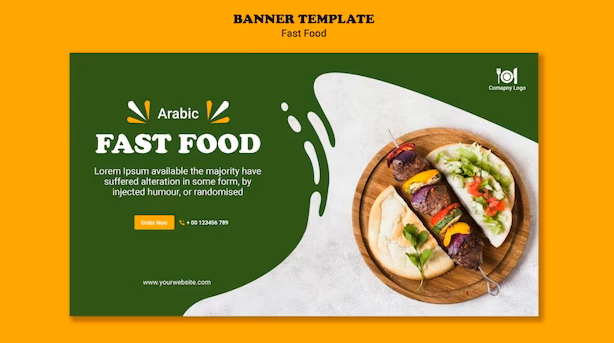 BANNER TEMPLATE
Fast Food
Comapny Logo
Arabic
FAST FOOD
Lorem Ipsum available the majority have
suffered alteration in some form, by
injected humour, or randomised
Order Now
+ 00 123456 789
www.yourwebsite.com